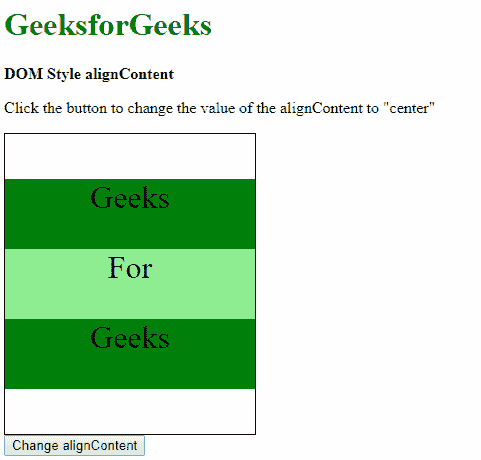 GeeksforGeeks
DOM Style alignContent
Click the button to change the value of the alignContent to "center"
Geeks
For
Geeks
Change alignContent